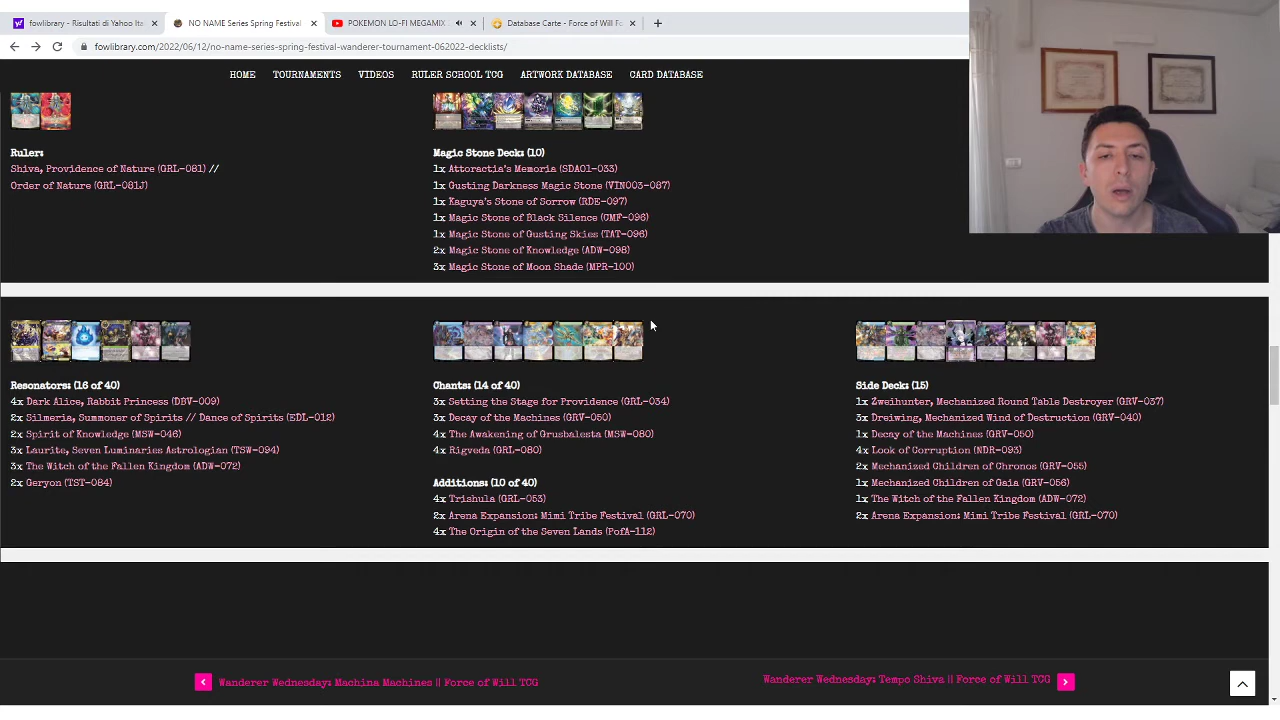 fowlibrary - Risultati di Yahoo Ita
NO NAME Series Spring Festival
POKEMON LO-FI MEGAMIX
Database Carte - Force of Will Fo
fowlibrary.com/2022/06/12/no-name-series-spring-festival-wanderer-tournament-062022-decklists/
HOME TOURNAMENTS VIDEOS RULER SCHOOL TCG ARTWORK DATABASE CARD DATABASE
Ruler:
Shiva, Providence of Nature (GRL-081) //
Order of Nature (GRL-081J)
Magic Stone Deck: (10)
1x Attoractia's Memoria (SDAO1-033)
1x Gusting Darkness Magic Stone (VIN003-087)
1x Kaguya's Stone of Sorrow (RDE-097)
1x Magic Stone of Black Silence (CMF-096)
1x Magic Stone of Gusting Skies (TAT-096)
2x Magic Stone of Knowledge (ADW-098)
3x Magic Stone of Moon Shade (MPR-100)
Resonators: (16 of 40)
4x Dark Alice, Rabbit Princess (DBV-009)
2x Silmeria, Summoner of Spirits // Dance of Spirits (EDL-012)
2x Spirit of Knowledge (MSW-046)
3x Laurite, Seven Luminaries Astrologian (TSW-094)
3x The Witch of the Fallen Kingdom (ADW-072)
2x Geryon (TST-084)
Chants: (14 of 40)
3x Setting the Stage for Providence (GRL-034)
3x Decay of the Machines (GRV-050)
4x The Awakening of Grusbalesta (MSW-080)
4x Rigveda (GRL-080)
Additions: (10 of 40)
4x Trishula (GRL-053)
2x Arena Expansion: Mimi Tribe Festival (GRL-070)
4x The Origin of the Seven Lands (PofA-112)
Side Deck: (15)
1x Zweihunter, Mechanized Round Table Destroyer (GRV-037)
3x Dreiwing, Mechanized Wind of Destruction (GRV-040)
1x Decay of the Machines (GRV-050)
4x Look of Corruption (NDR-093)
2x Mechanized Children of Chronos (GRV-055)
1x Mechanized Children of Gaia (GRV-056)
1x The Witch of the Fallen Kingdom (ADW-072)
2x Arena Expansion: Mimi Tribe Festival (GRL-070)
Wanderer Wednesday: Machina Machines || Force of Will TCG
Wanderer Wednesday: Tempo Shiva || Force of Will TCG